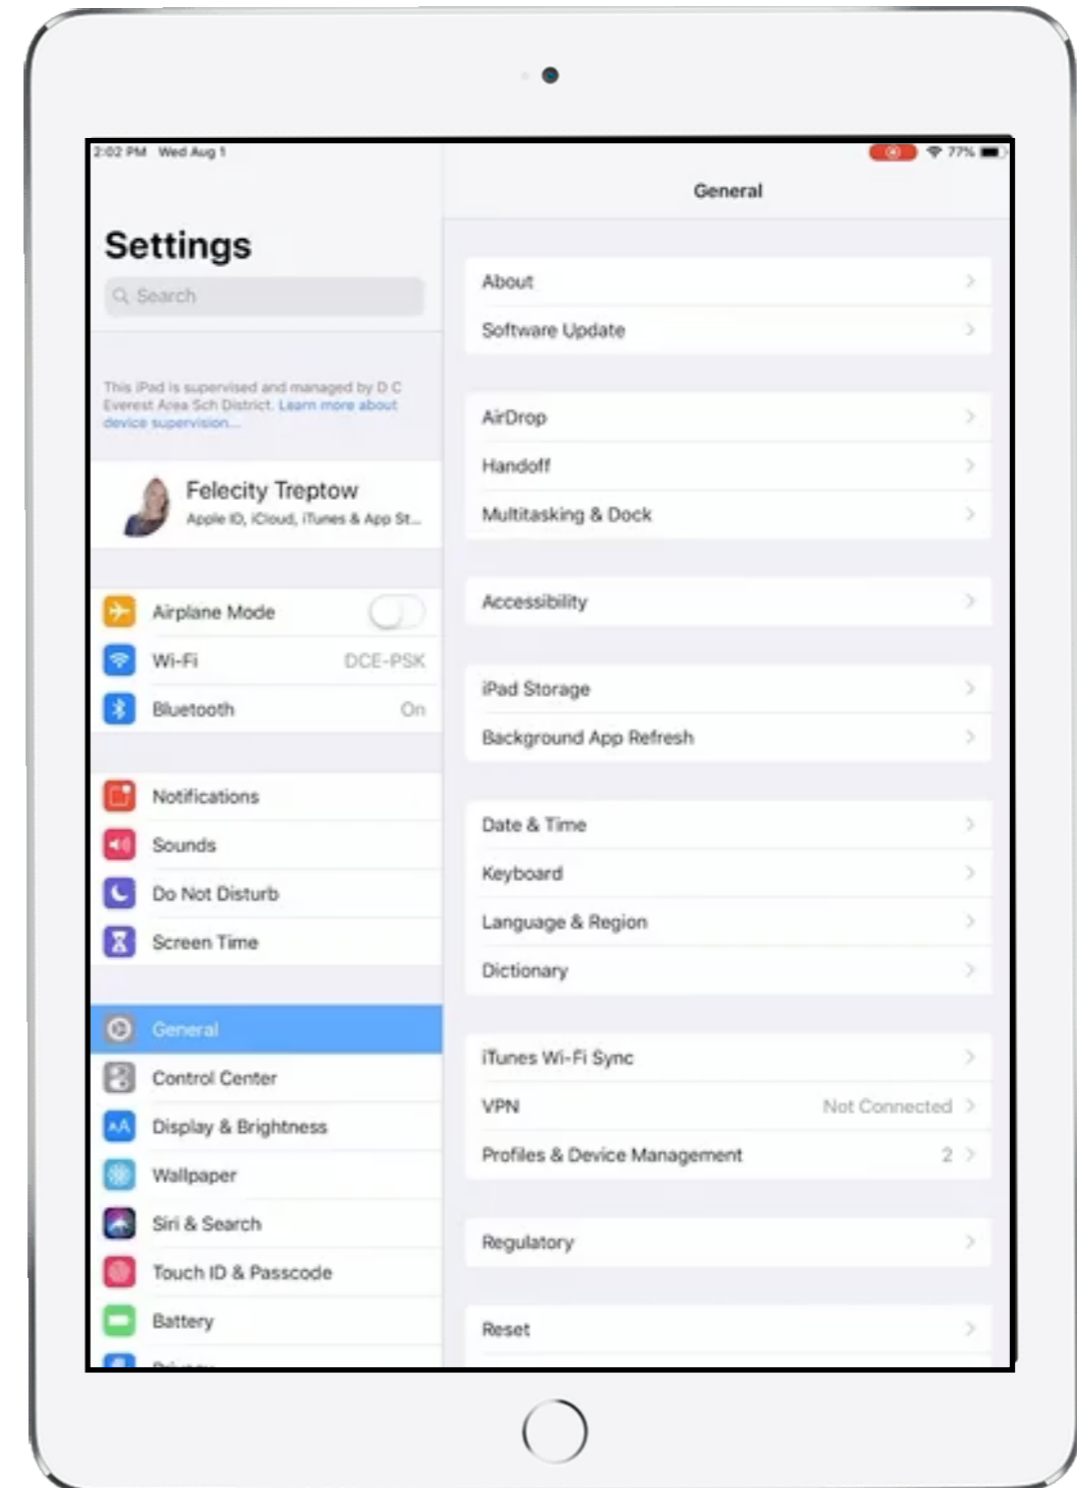 2:02 PM Wed Aug 1
77%
Settings
Search
This iPad is supervised and managed by D C
Everest Area Sch District. Learn more about
device supervision...
Felecity Treptow
Apple ID, iCloud, iTunes & App St...
Airplane Mode
Wi-Fi DCE-PSK
Bluetooth On
Notifications
Sounds
Do Not Disturb
Screen Time
General
Control Center
AA Display & Brightness
Wallpaper
Siri & Search
Touch ID & Passcode
Battery
General
About
Software Update
AirDrop
Handoff
Multitasking & Dock
Accessibility
iPad Storage
Background App Refresh
Date & Time
Keyboard
Language & Region
Dictionary
iTunes Wi-Fi Sync
VPN Not Connected
Profiles & Device Management 2
Regulatory
Reset